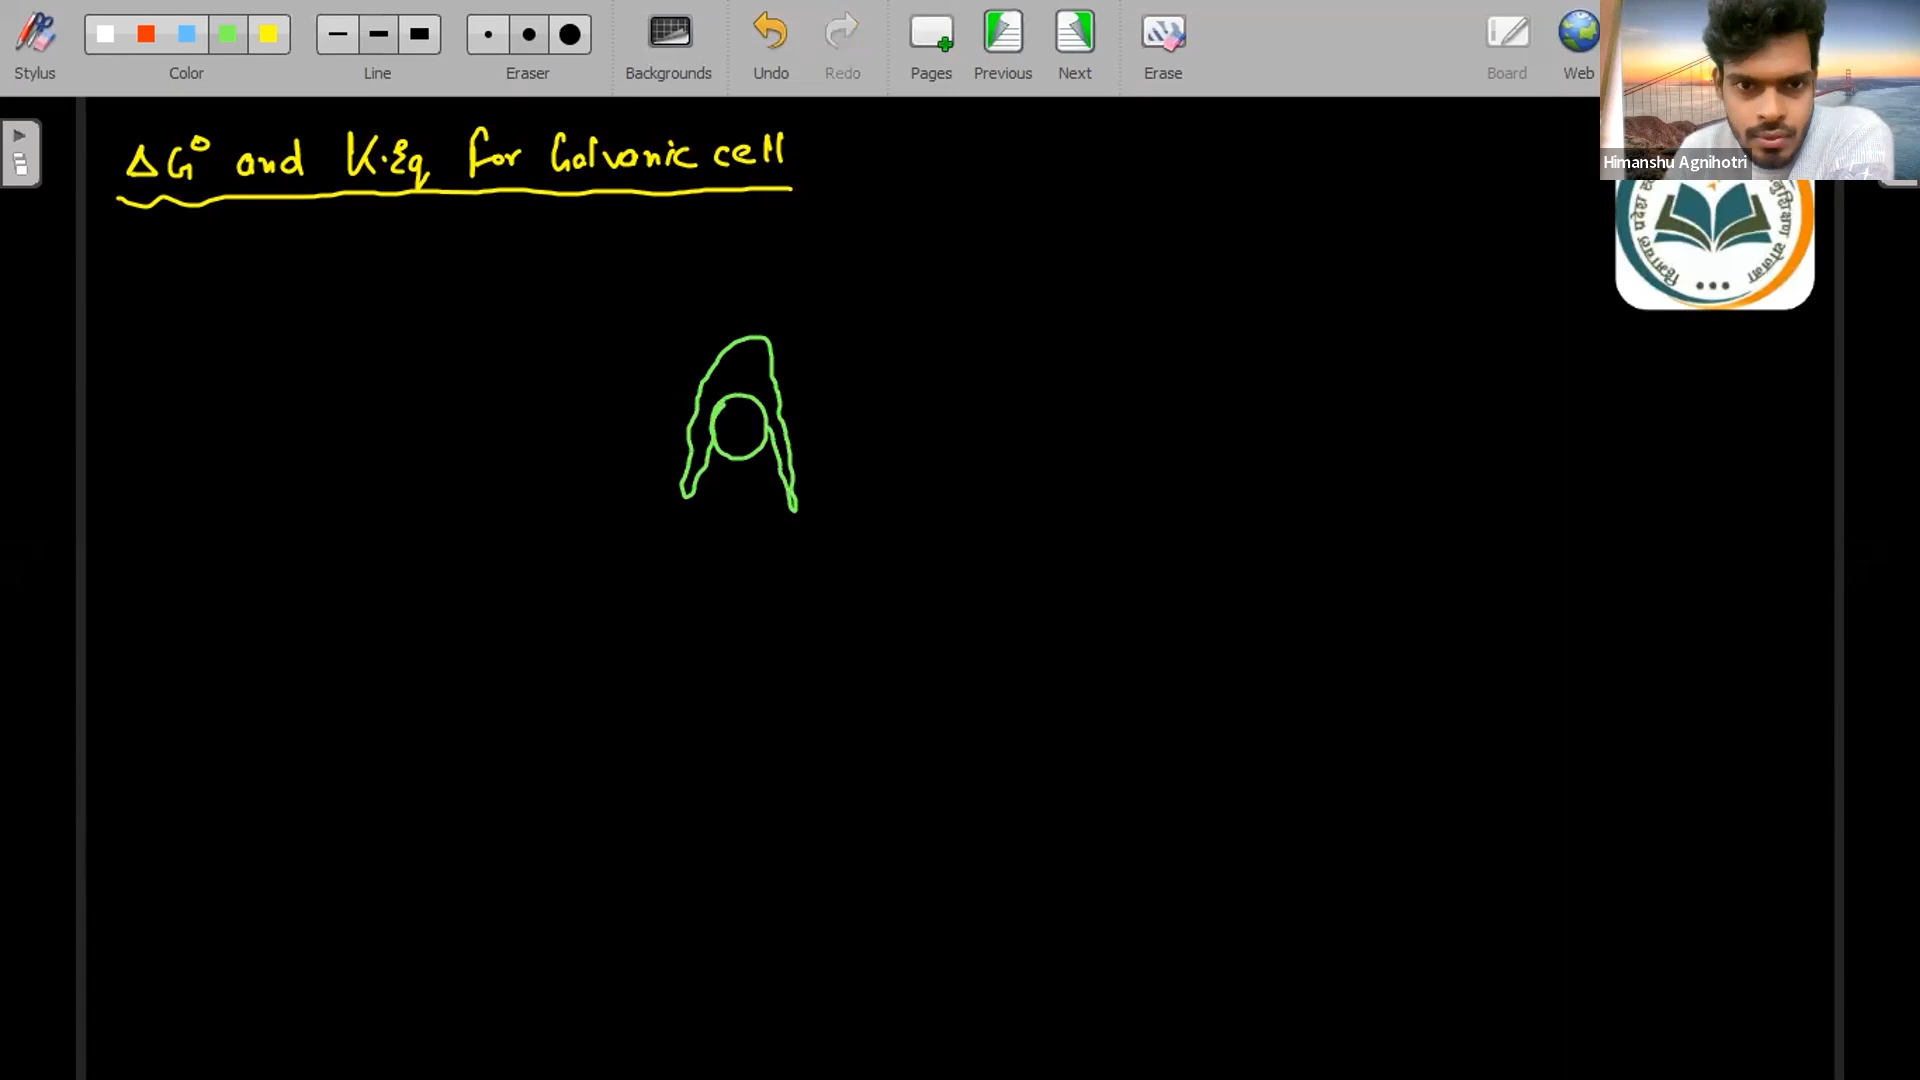 Stylus Color Line Eraser Backgrounds Undo Redo Pages Previous Next Erase Board Web
Himanshu Agnihotri
ΔG° and K.Eq for Galvanic cell